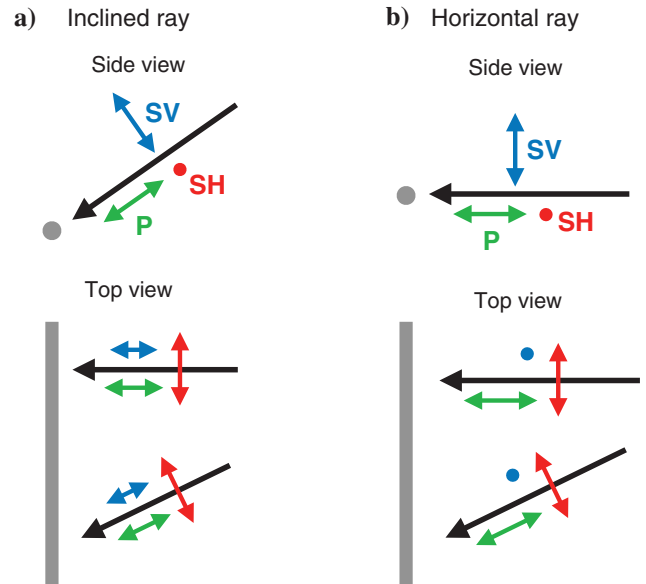 a) Inclined ray
Side view
SV
SH
P
Top view
b) Horizontal ray
Side view
SV
SH
P
Top view